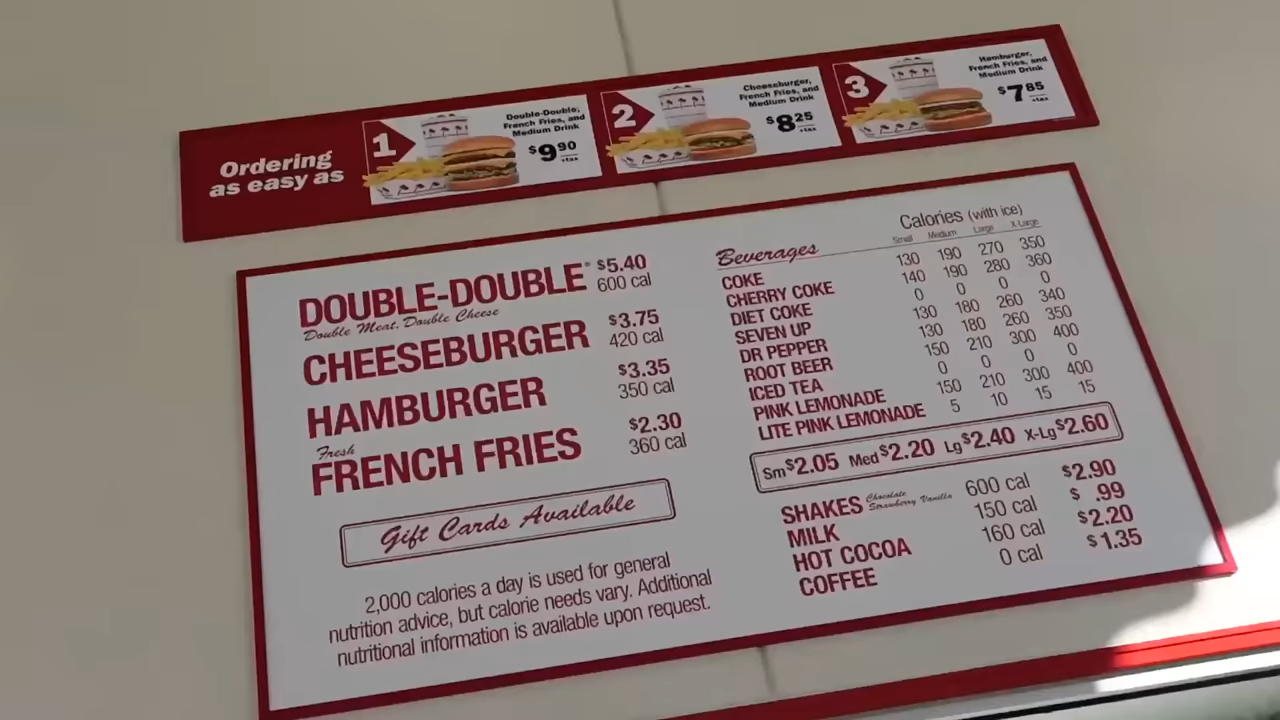 Ordering
as easy as
1
Double-Double,
French Fries, and
Medium Drink
$9.90
+tax
2
Cheeseburger,
French Fries, and
Medium Drink
$8.25
+tax
3
Hamburger,
French Fries, and
Medium Drink
$7.85
+tax
DOUBLE-DOUBLE® $5.40
Double Meat, Double Cheese 600 cal
CHEESEBURGER $3.75
420 cal
HAMBURGER $3.35
350 cal
Fresh
FRENCH FRIES $2.30
360 cal
Gift Cards Available
2,000 calories a day is used for general
nutrition advice, but calorie needs vary. Additional
nutritional information is available upon request.
Calories (with ice)
Beverages Small Medium Large X-Large
COKE 130 190 270 350
CHERRY COKE 140 190 280 360
DIET COKE 0 0 0 0
SEVEN UP 130 180 260 340
DR PEPPER 130 180 260 350
ROOT BEER 150 210 300 400
ICED TEA 0 0 0 0
PINK LEMONADE 150 210 300 400
LITE PINK LEMONADE 5 10 15 15
Sm $2.05 Med $2.20 Lg $2.40 X-Lg $2.60
SHAKES Chocolate Strawberry Vanilla 600 cal $2.90
MILK 150 cal $ .99
HOT COCOA 160 cal $2.20
COFFEE 0 cal $1.35